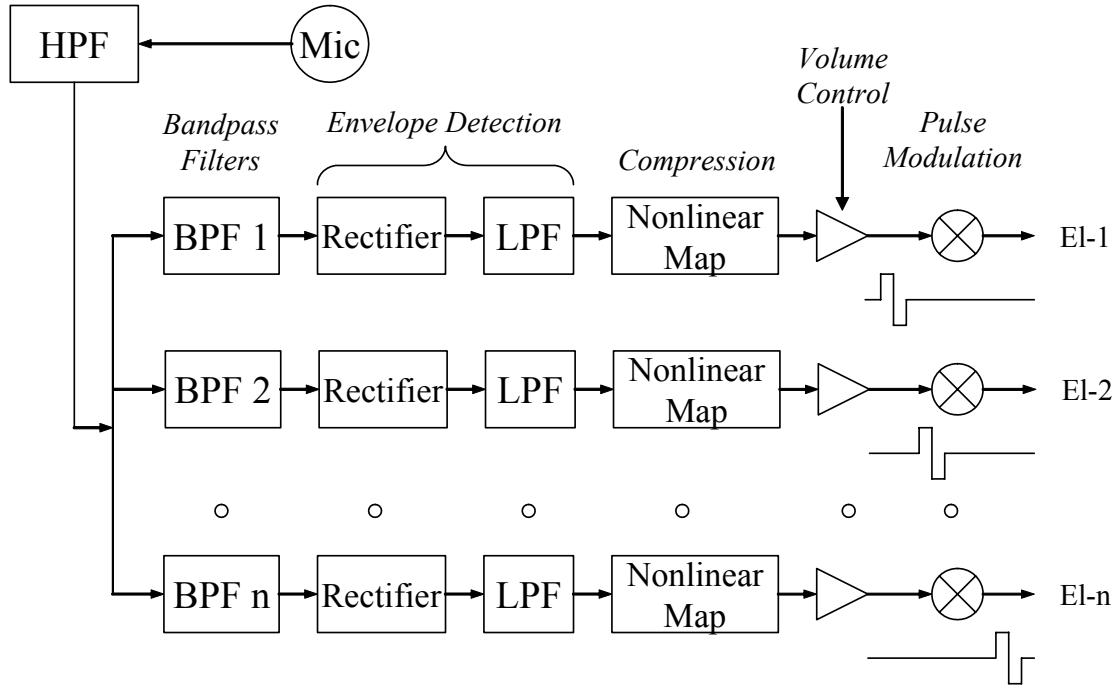 HPF
Mic
Volume
Control
Bandpass
Filters
Envelope Detection
Compression
Pulse
Modulation
BPF 1
Rectifier
LPF
Nonlinear
Map
El-1
BPF 2
Rectifier
LPF
Nonlinear
Map
El-2
BPF n
Rectifier
LPF
Nonlinear
Map
El-n